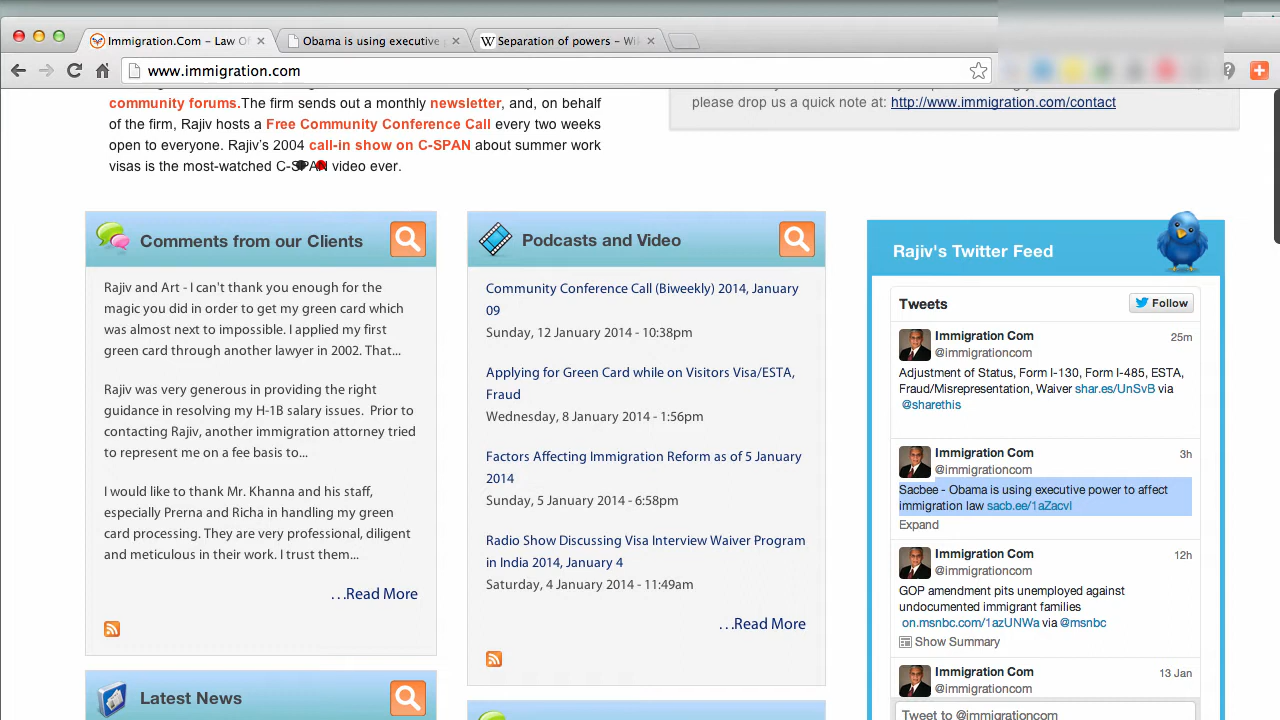 Immigration.Com – Law Of
Obama is using executive
Separation of powers – Wi
www.immigration.com
community forums.The firm sends out a monthly newsletter, and, on behalf
of the firm, Rajiv hosts a Free Community Conference Call every two weeks
open to everyone. Rajiv's 2004 call-in show on C-SPAN about summer work
visas is the most-watched C-SPAN video ever.
please drop us a quick note at: http://www.immigration.com/contact
Comments from our Clients
Rajiv and Art - I can't thank you enough for the
magic you did in order to get my green card which
was almost next to impossible. I applied my first
green card through another lawyer in 2002. That...
Rajiv was very generous in providing the right
guidance in resolving my H-1B salary issues. Prior to
contacting Rajiv, another immigration attorney tried
to represent me on a fee basis to...
I would like to thank Mr. Khanna and his staff,
especially Prerna and Richa in handling my green
card processing. They are very professional, diligent
and meticulous in their work. I trust them...
...Read More
Latest News
Podcasts and Video
Community Conference Call (Biweekly) 2014, January
09
Sunday, 12 January 2014 - 10:38pm
Applying for Green Card while on Visitors Visa/ESTA,
Fraud
Wednesday, 8 January 2014 - 1:56pm
Factors Affecting Immigration Reform as of 5 January
2014
Sunday, 5 January 2014 - 6:58pm
Radio Show Discussing Visa Interview Waiver Program
in India 2014, January 4
Saturday, 4 January 2014 - 11:49am
...Read More
Rajiv's Twitter Feed
Tweets
Follow
Immigration Com 25m
@immigrationcom
Adjustment of Status, Form I-130, Form I-485, ESTA,
Fraud/Misrepresentation, Waiver shar.es/UnSvB via
@sharethis
Immigration Com 3h
@immigrationcom
Sacbee - Obama is using executive power to affect
immigration law sacb.ee/1aZacvl
Expand
Immigration Com 12h
@immigrationcom
GOP amendment pits unemployed against
undocumented immigrant families
on.msnbc.com/1azUNWa via @msnbc
Show Summary
Immigration Com 13 Jan
@immigrationcom
Tweet to @immigrationcom